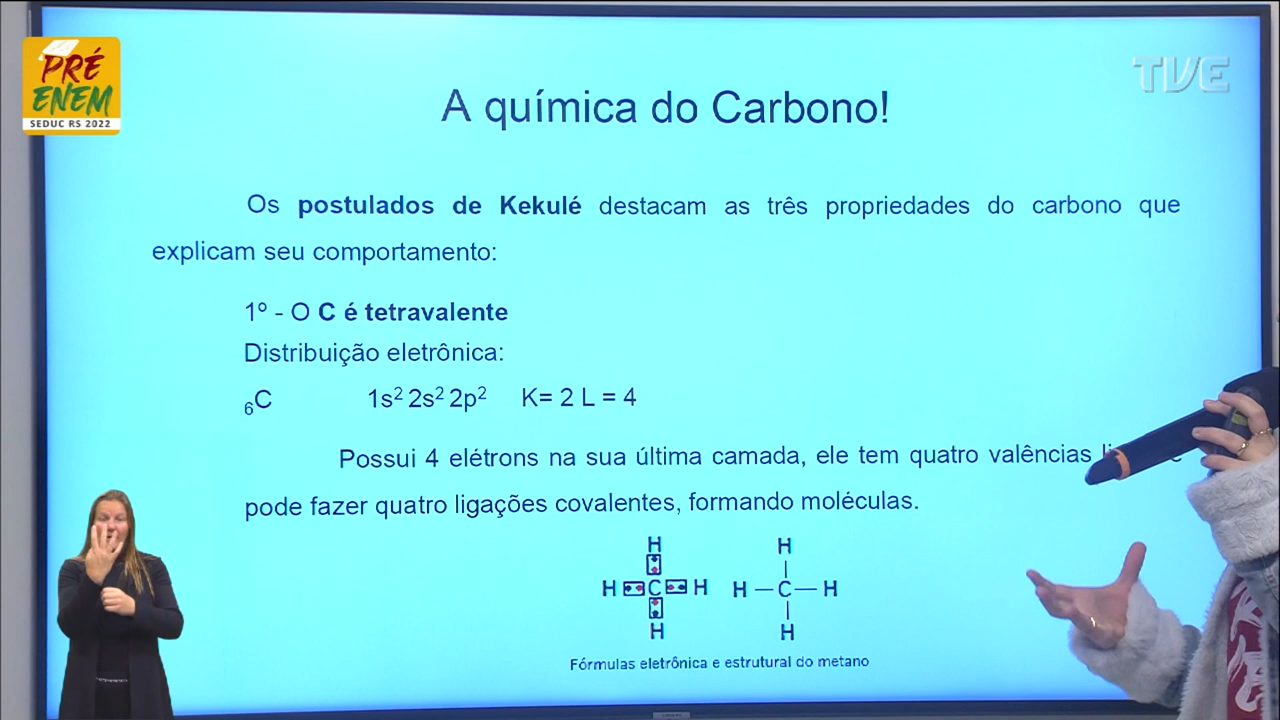 PRÉ
ENEM
SEDUC RS 2022
TVE
A química do Carbono!
Os postulados de Kekulé destacam as três propriedades do carbono que
explicam seu comportamento:
1º - O C é tetravalente
Distribuição eletrônica:
₆C 1s² 2s² 2p² K= 2 L = 4
Possui 4 elétrons na sua última camada, ele tem quatro valências
pode fazer quatro ligações covalentes, formando moléculas.
H H
H C H H — C — H
H H
Fórmulas eletrônica e estrutural do metano